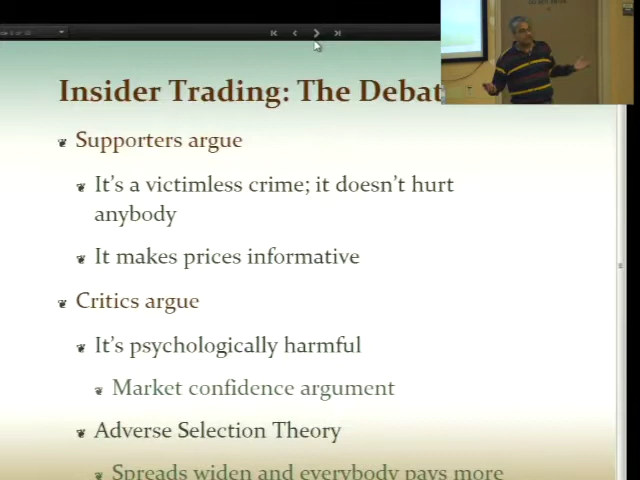 Insider Trading: The Debat
Supporters argue
It's a victimless crime; it doesn't hurt
anybody
It makes prices informative
Critics argue
It's psychologically harmful
Market confidence argument
Adverse Selection Theory
Spreads widen and everybody pays more